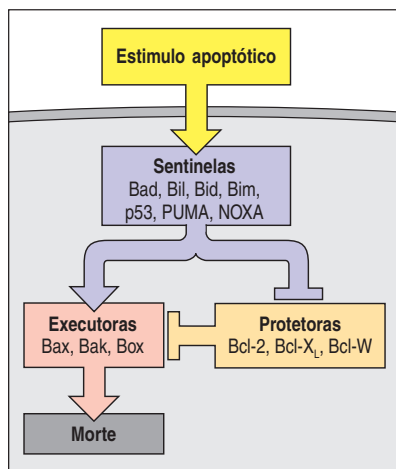 Estimulo apoptótico
Sentinelas
Bad, Bil, Bid, Bim,
p53, PUMA, NOXA
Executoras
Bax, Bak, Box
Protetoras
Bcl-2, Bcl-XL, Bcl-W
Morte